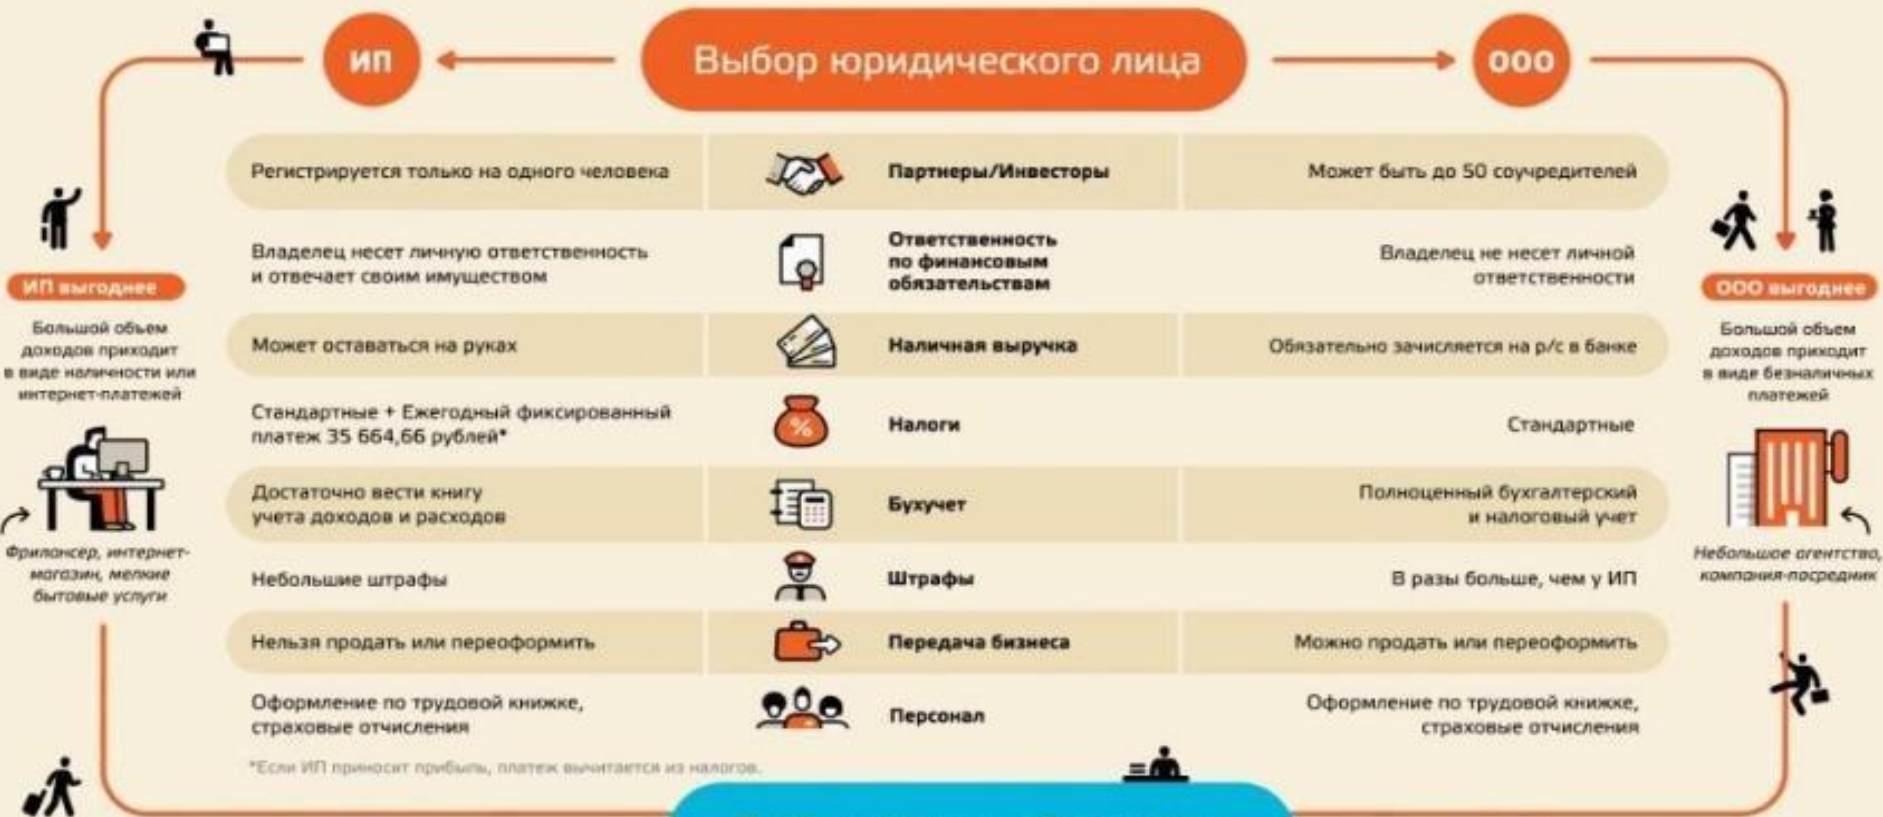 ИП
Выбор юридического лица
ООО
Регистрируется только на одного человека
Партнеры/Инвесторы
Может быть до 50 соучредителей
Владелец несет личную ответственность
и отвечает своим имуществом
Ответственность
по финансовым
обязательствам
Владелец не несет личной
ответственности
Может оставаться на руках
Наличная выручка
Обязательно зачисляется на р/с в банке
Стандартные + Ежегодный фиксированный
платеж 35 664,66 рублей*
Налоги
Стандартные
Достаточно вести книгу
учета доходов и расходов
Бухучет
Полноценный бухгалтерский
и налоговый учет
Небольшие штрафы
Штрафы
В разы больше, чем у ИП
Нельзя продать или переоформить
Передача бизнеса
Можно продать или переоформить
Оформление по трудовой книжке,
страховые отчисления
Персонал
Оформление по трудовой книжке,
страховые отчисления
*Если ИП приносит прибыль, платеж вычитается из налогов.
ИП выгоднее
Большой объем
доходов приходит
в виде наличности или
интернет-платежей
Фрилансер, интернет-
магазин, мелкие
бытовые услуги
ООО выгоднее
Большой объем
доходов приходит
в виде безналичных
платежей
Небольшое агентство,
компания-посредник